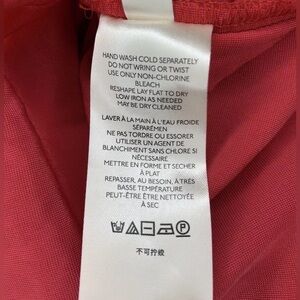 HAND WASH COLD SEPARATELY
DO NOT WRING OR TWIST
USE ONLY NON-CHLORINE
BLEACH
RESHAPE LAY FLAT TO DRY
LOW IRON AS NEEDED
MAY BE DRY CLEANED
LAVER À LA MAIN À L'EAU FROIDE
SÉPARÉMEN
NE PAS TORDRE OU ESSORER
UTILISER UN AGENT DE
BLANCHIMENT SANS CHLORE SI
NÉCESSAIRE
METTRE EN FORME ET SECHER
À PLAT
REPASSER, AU BESOIN, À TRÈS
BASSE TEMPÉRATURE
PEUT-ÊTRE ÊTRE NETTOYÉE
À SEC
P
不可拧绞